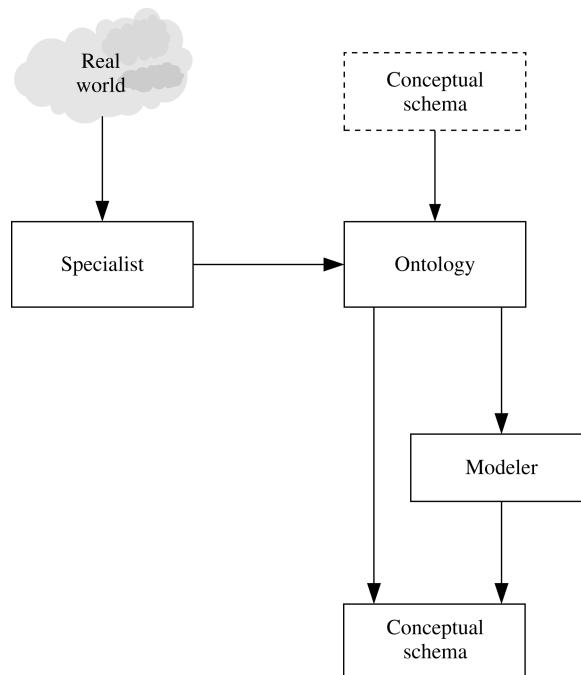 Real
world
Conceptual
schema
Specialist
Ontology
Modeler
Conceptual
schema